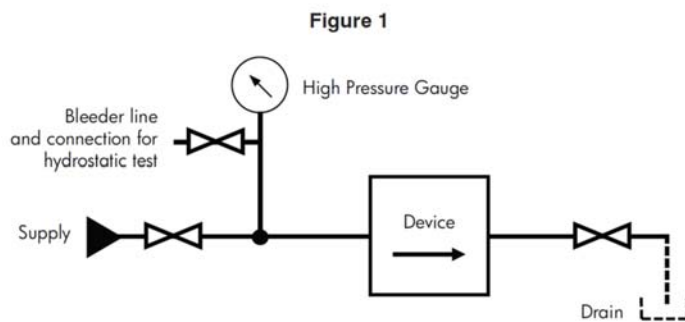 Figure 1
High Pressure Gauge
Bleeder line
and connection for
hydrostatic test
Device
Supply
Drain